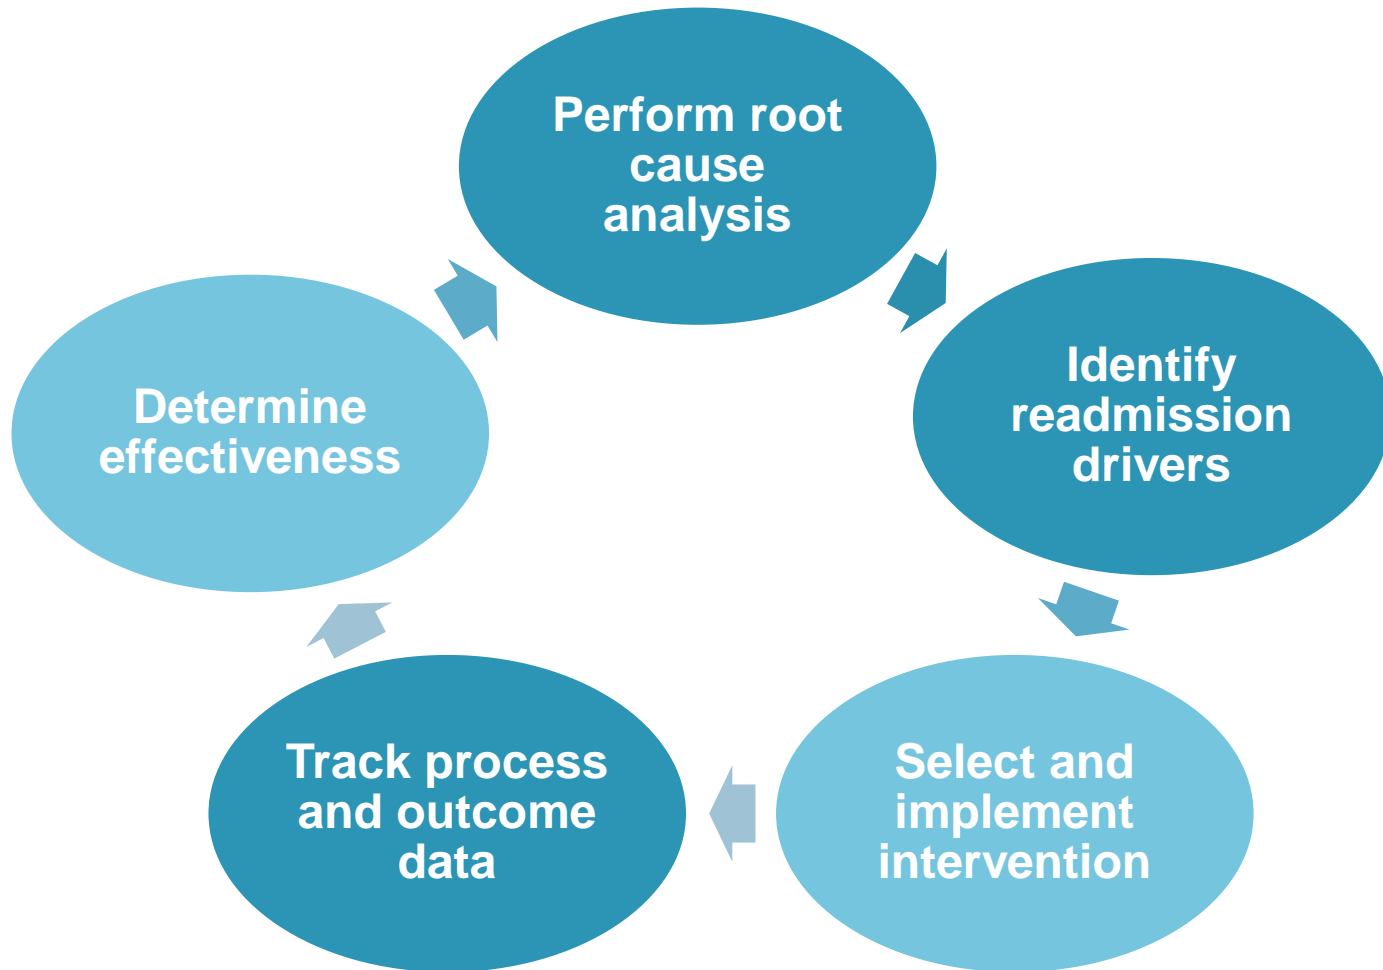 Perform root
cause
analysis
Identify
readmission
drivers
Select and
implement
intervention
Track process
and outcome
data
Determine
effectiveness